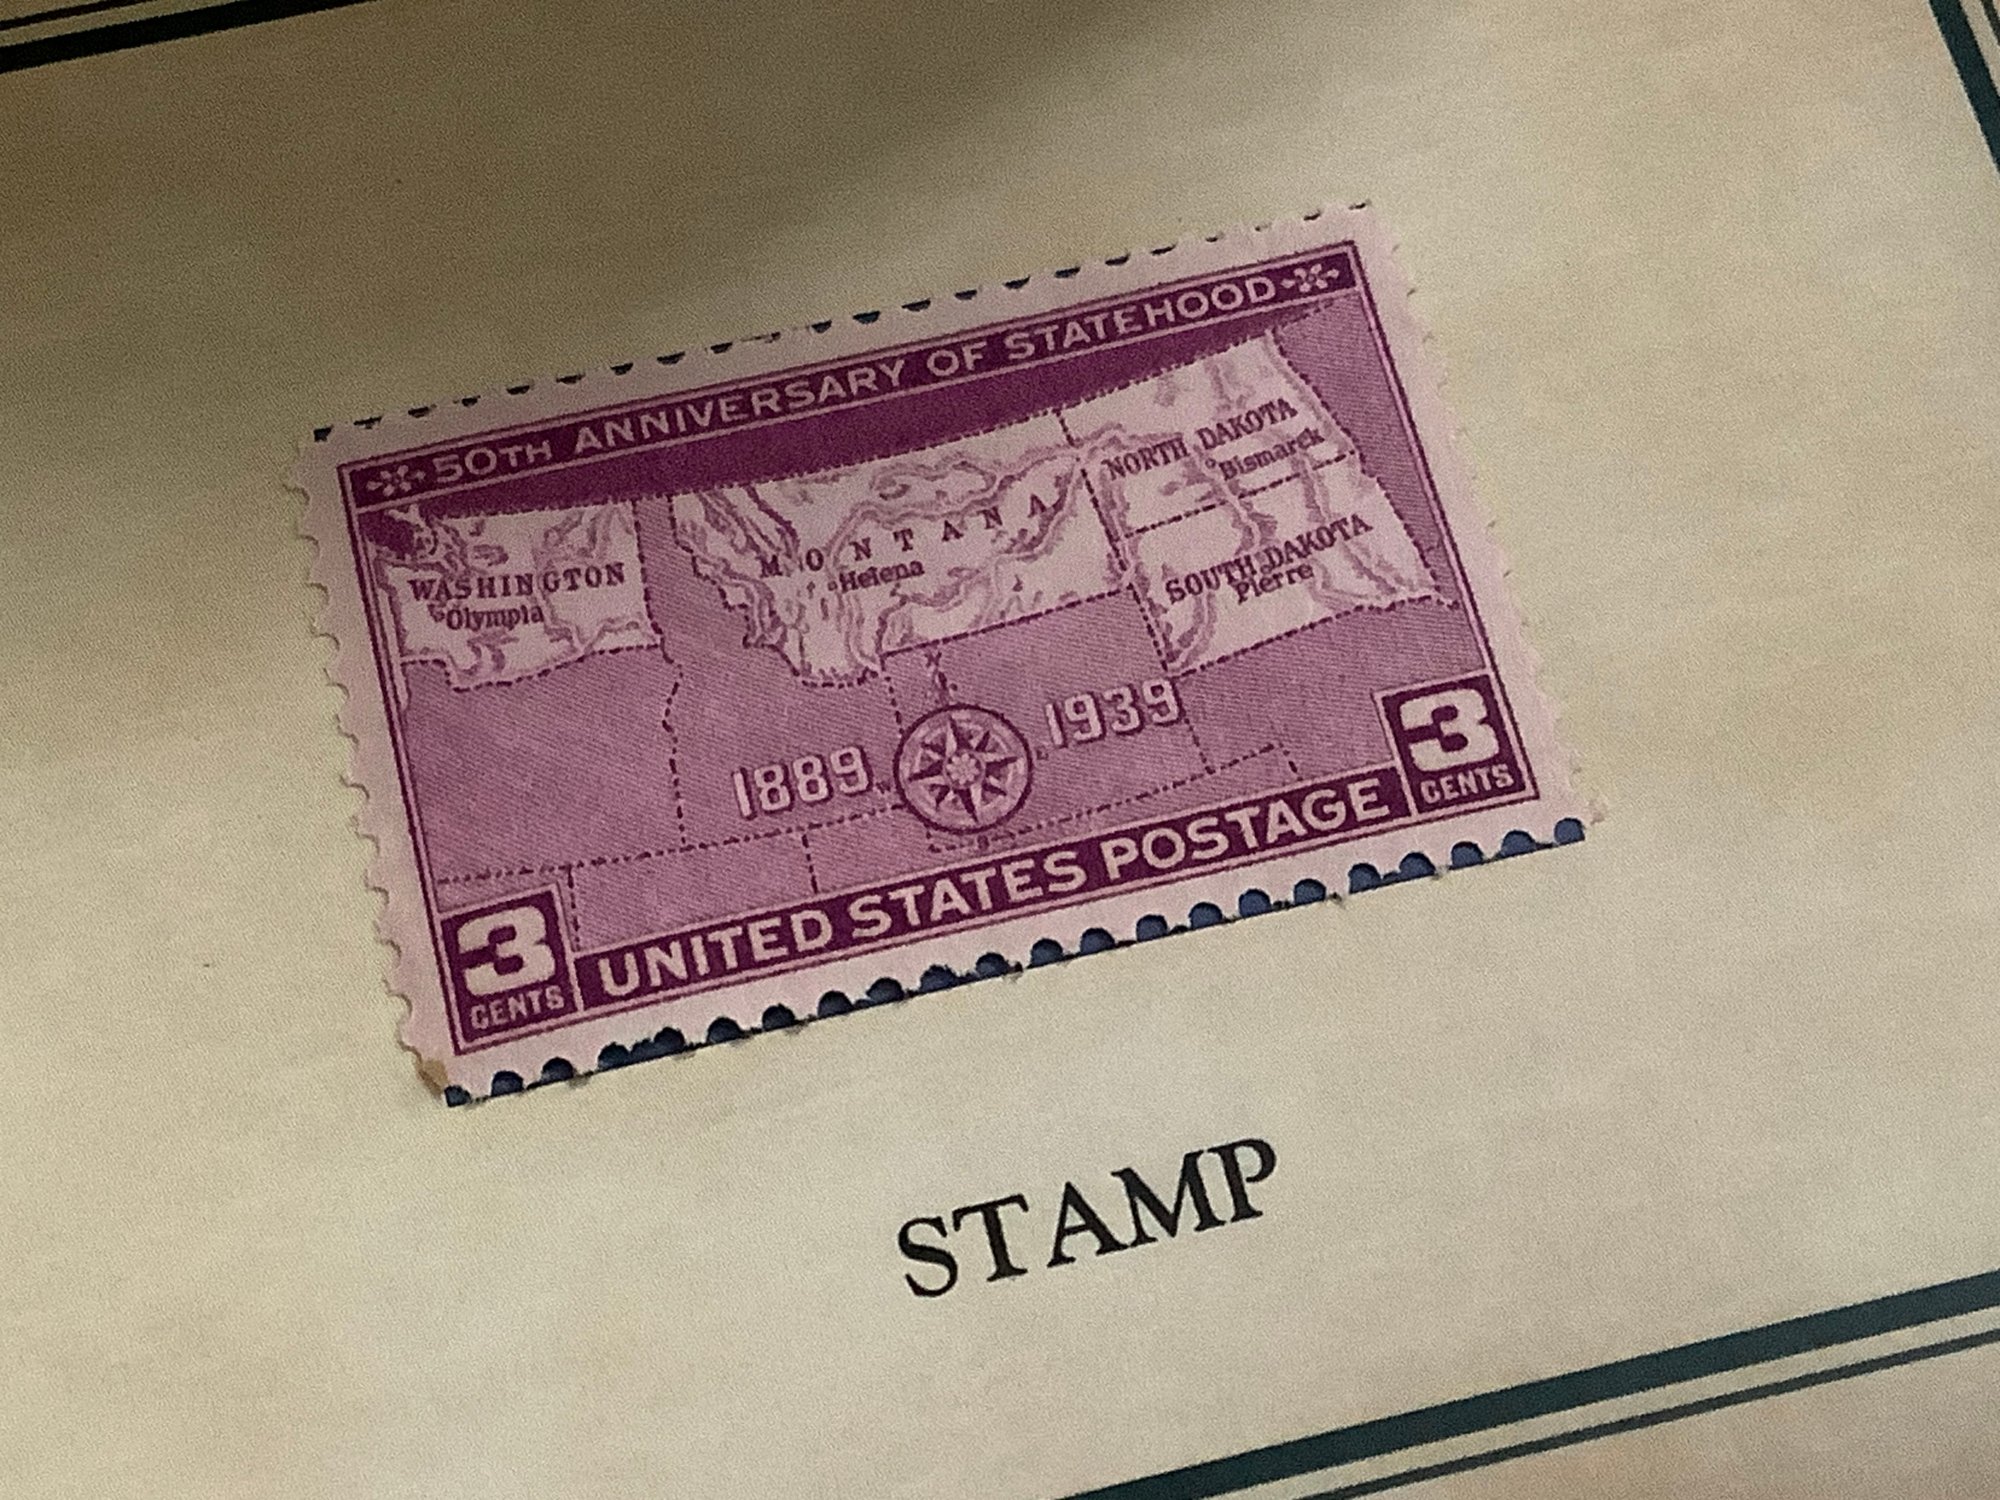 50TH ANNIVERSARY OF STATEHOOD
WASHINGTON
Olympia
MONTANA
Helena
NORTH DAKOTA
Bismarck
SOUTH DAKOTA
Pierre
1889 1939
3 CENTS
UNITED STATES POSTAGE
3 CENTS
STAMP